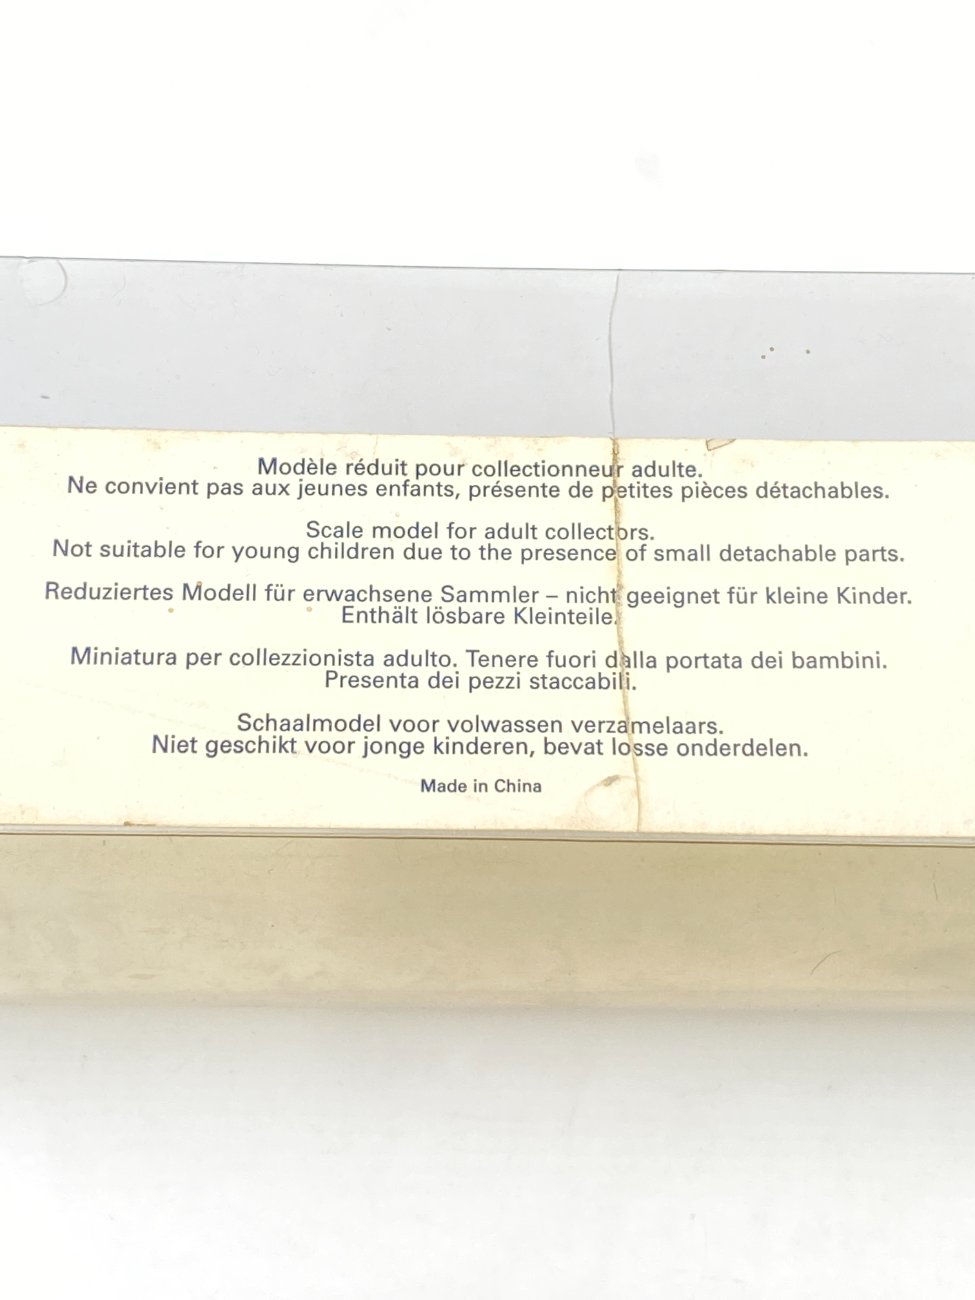 Modèle réduit pour collectionneur adulte.
Ne convient pas aux jeunes enfants, présente de petites pièces détachables.
Scale model for adult collectors.
Not suitable for young children due to the presence of small detachable parts.
Reduziertes Modell für erwachsene Sammler – nicht geeignet für kleine Kinder.
Enthält lösbare Kleinteile.
Miniatura per collezzionista adulto. Tenere fuori dalla portata dei bambini.
Presenta dei pezzi staccabili.
Schaalmodel voor volwassen verzamelaars.
Niet geschikt voor jonge kinderen, bevat losse onderdelen.
Made in China